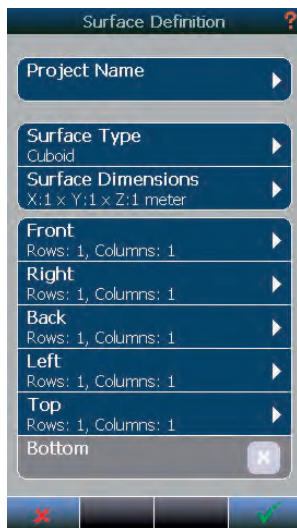 Surface Definition ?
Project Name
Surface Type
Cuboid
Surface Dimensions
X:1 x Y:1 x Z:1 meter
Front
Rows: 1, Columns: 1
Right
Rows: 1, Columns: 1
Back
Rows: 1, Columns: 1
Left
Rows: 1, Columns: 1
Top
Rows: 1, Columns: 1
Bottom